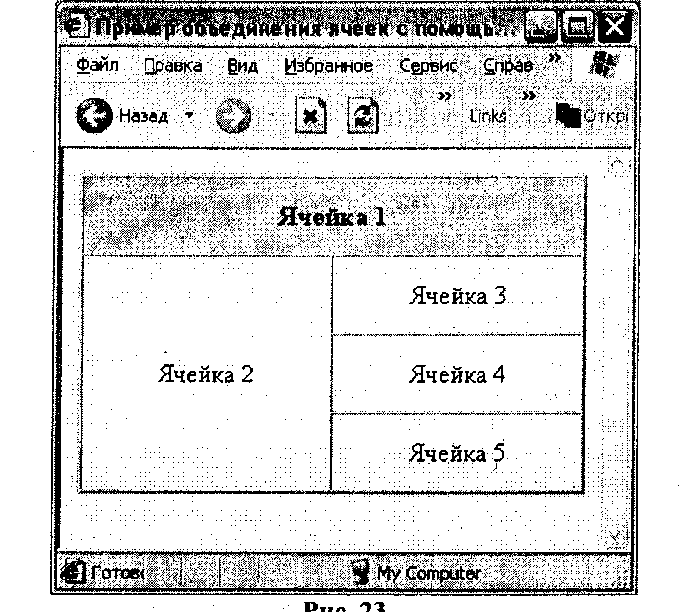 Пример объединения ячеек с помощь...
Файл Правка Вид Избранное Сервис Справ »
Назад » Links » Откры
Ячейка 1
Ячейка 3
Ячейка 2
Ячейка 4
Ячейка 5
Готово My Computer
Рис. 23